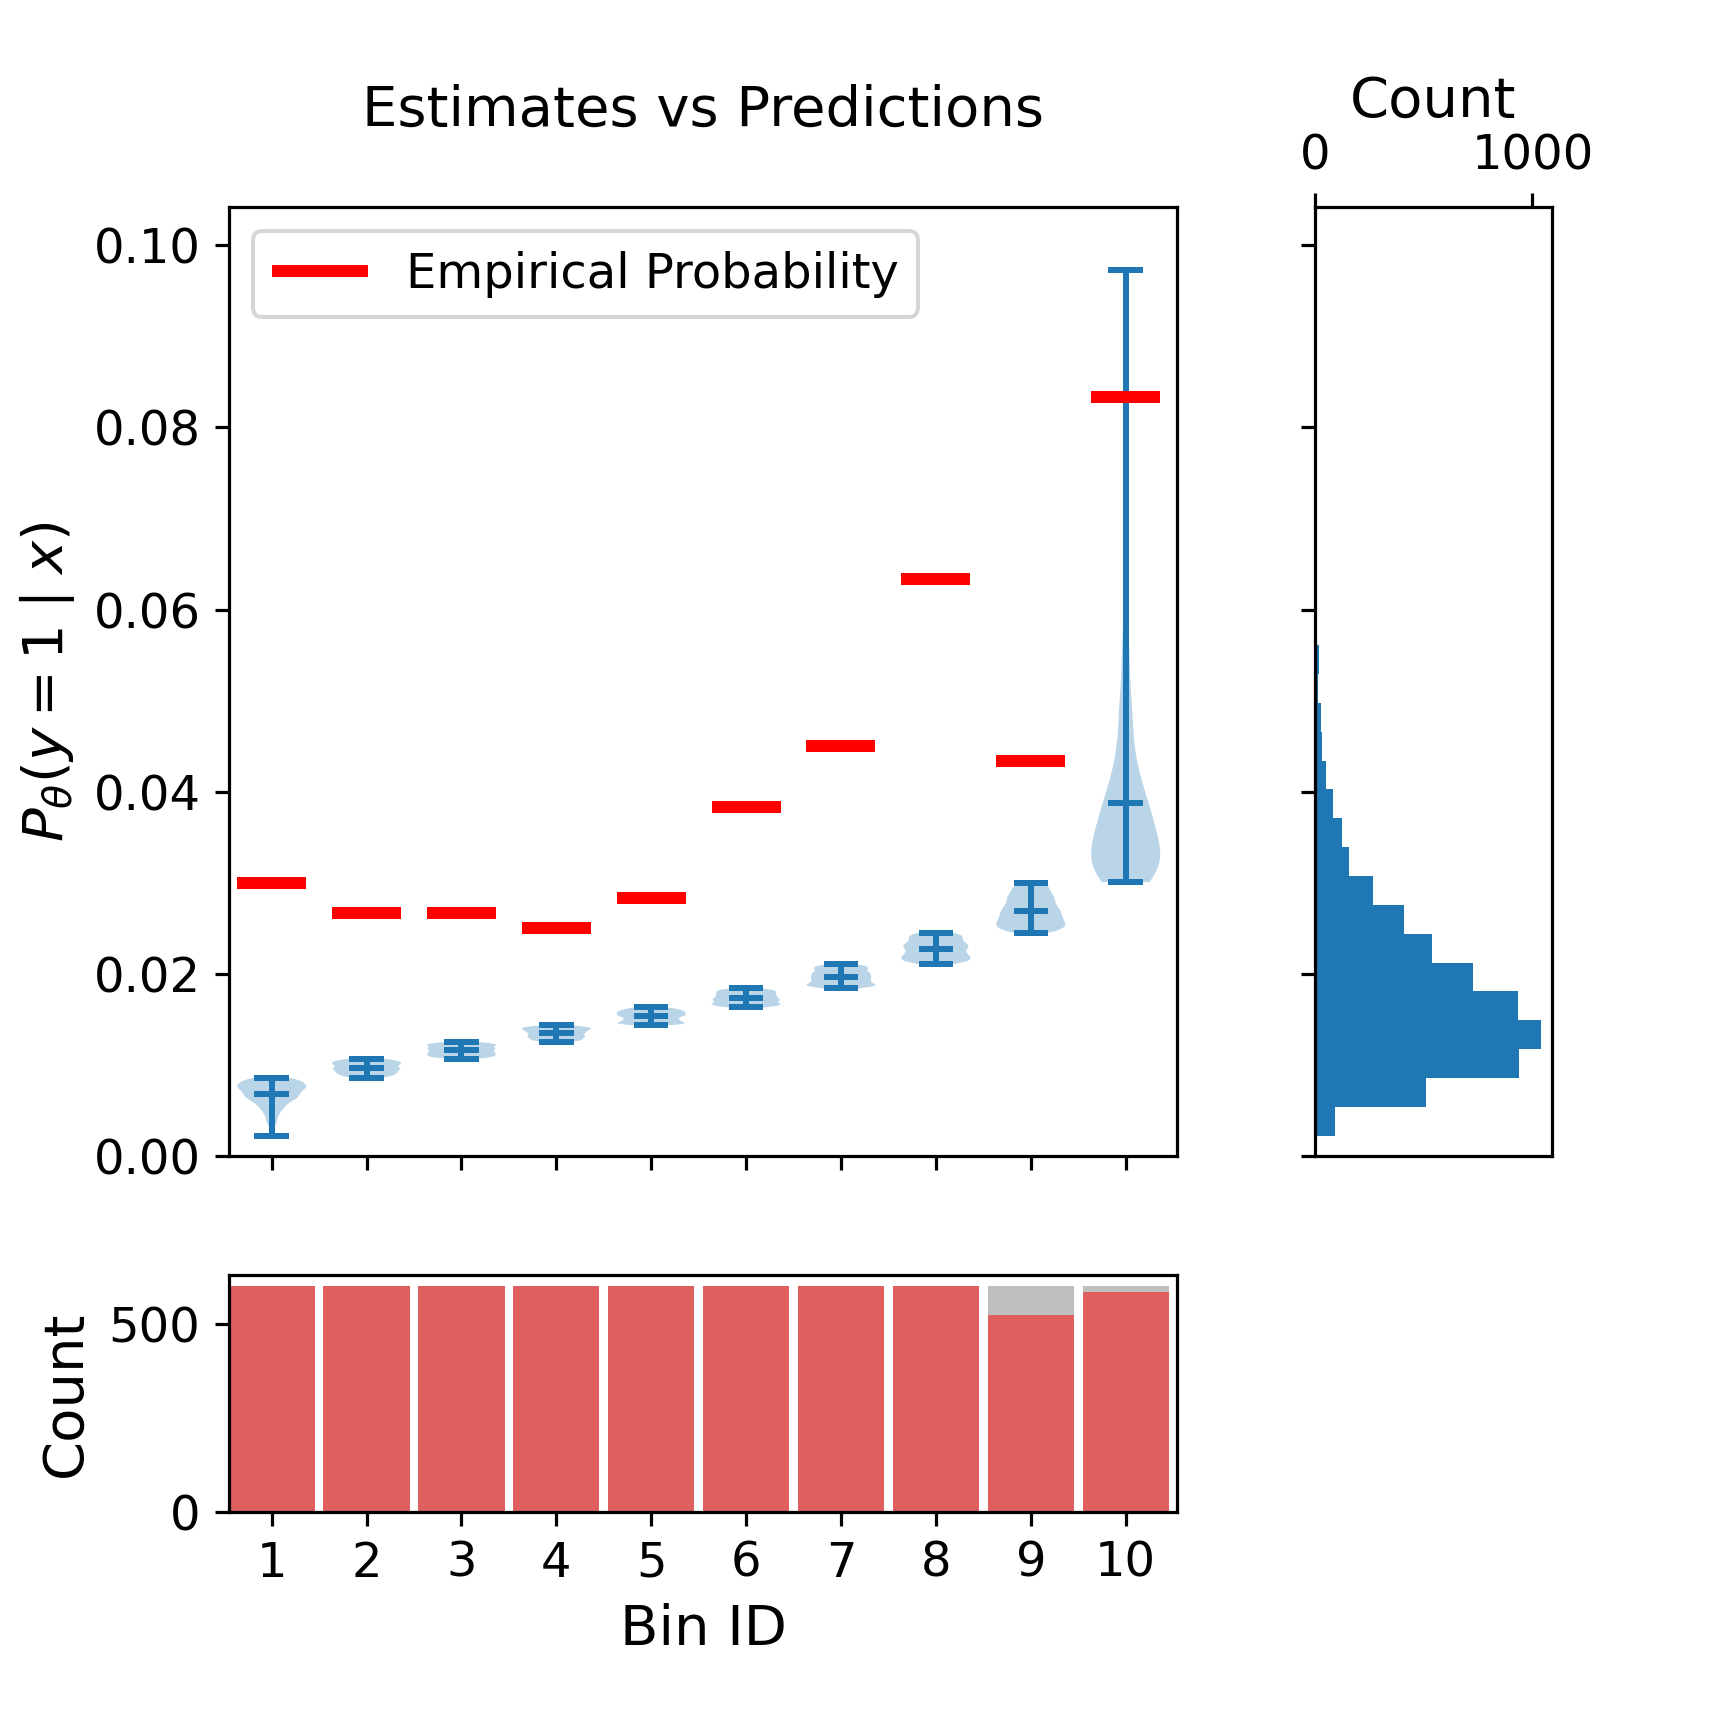 Estimates vs Predictions
Count
0 1000
Empirical Probability
P_θ(y = 1 | x)
0.10
0.08
0.06
0.04
0.02
0.00
Count
500
0
1 2 3 4 5 6 7 8 9 10
Bin ID